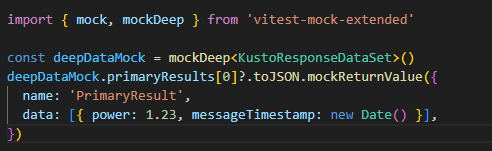 import { mock, mockDeep } from 'vitest-mock-extended'
const deepDataMock = mockDeep<KustoResponseDataSet>()
deepDataMock.primaryResults[0]?.toJSON.mockReturnValue({
  name: 'PrimaryResult',
  data: [{ power: 1.23, messageTimestamp: new Date() }],
})